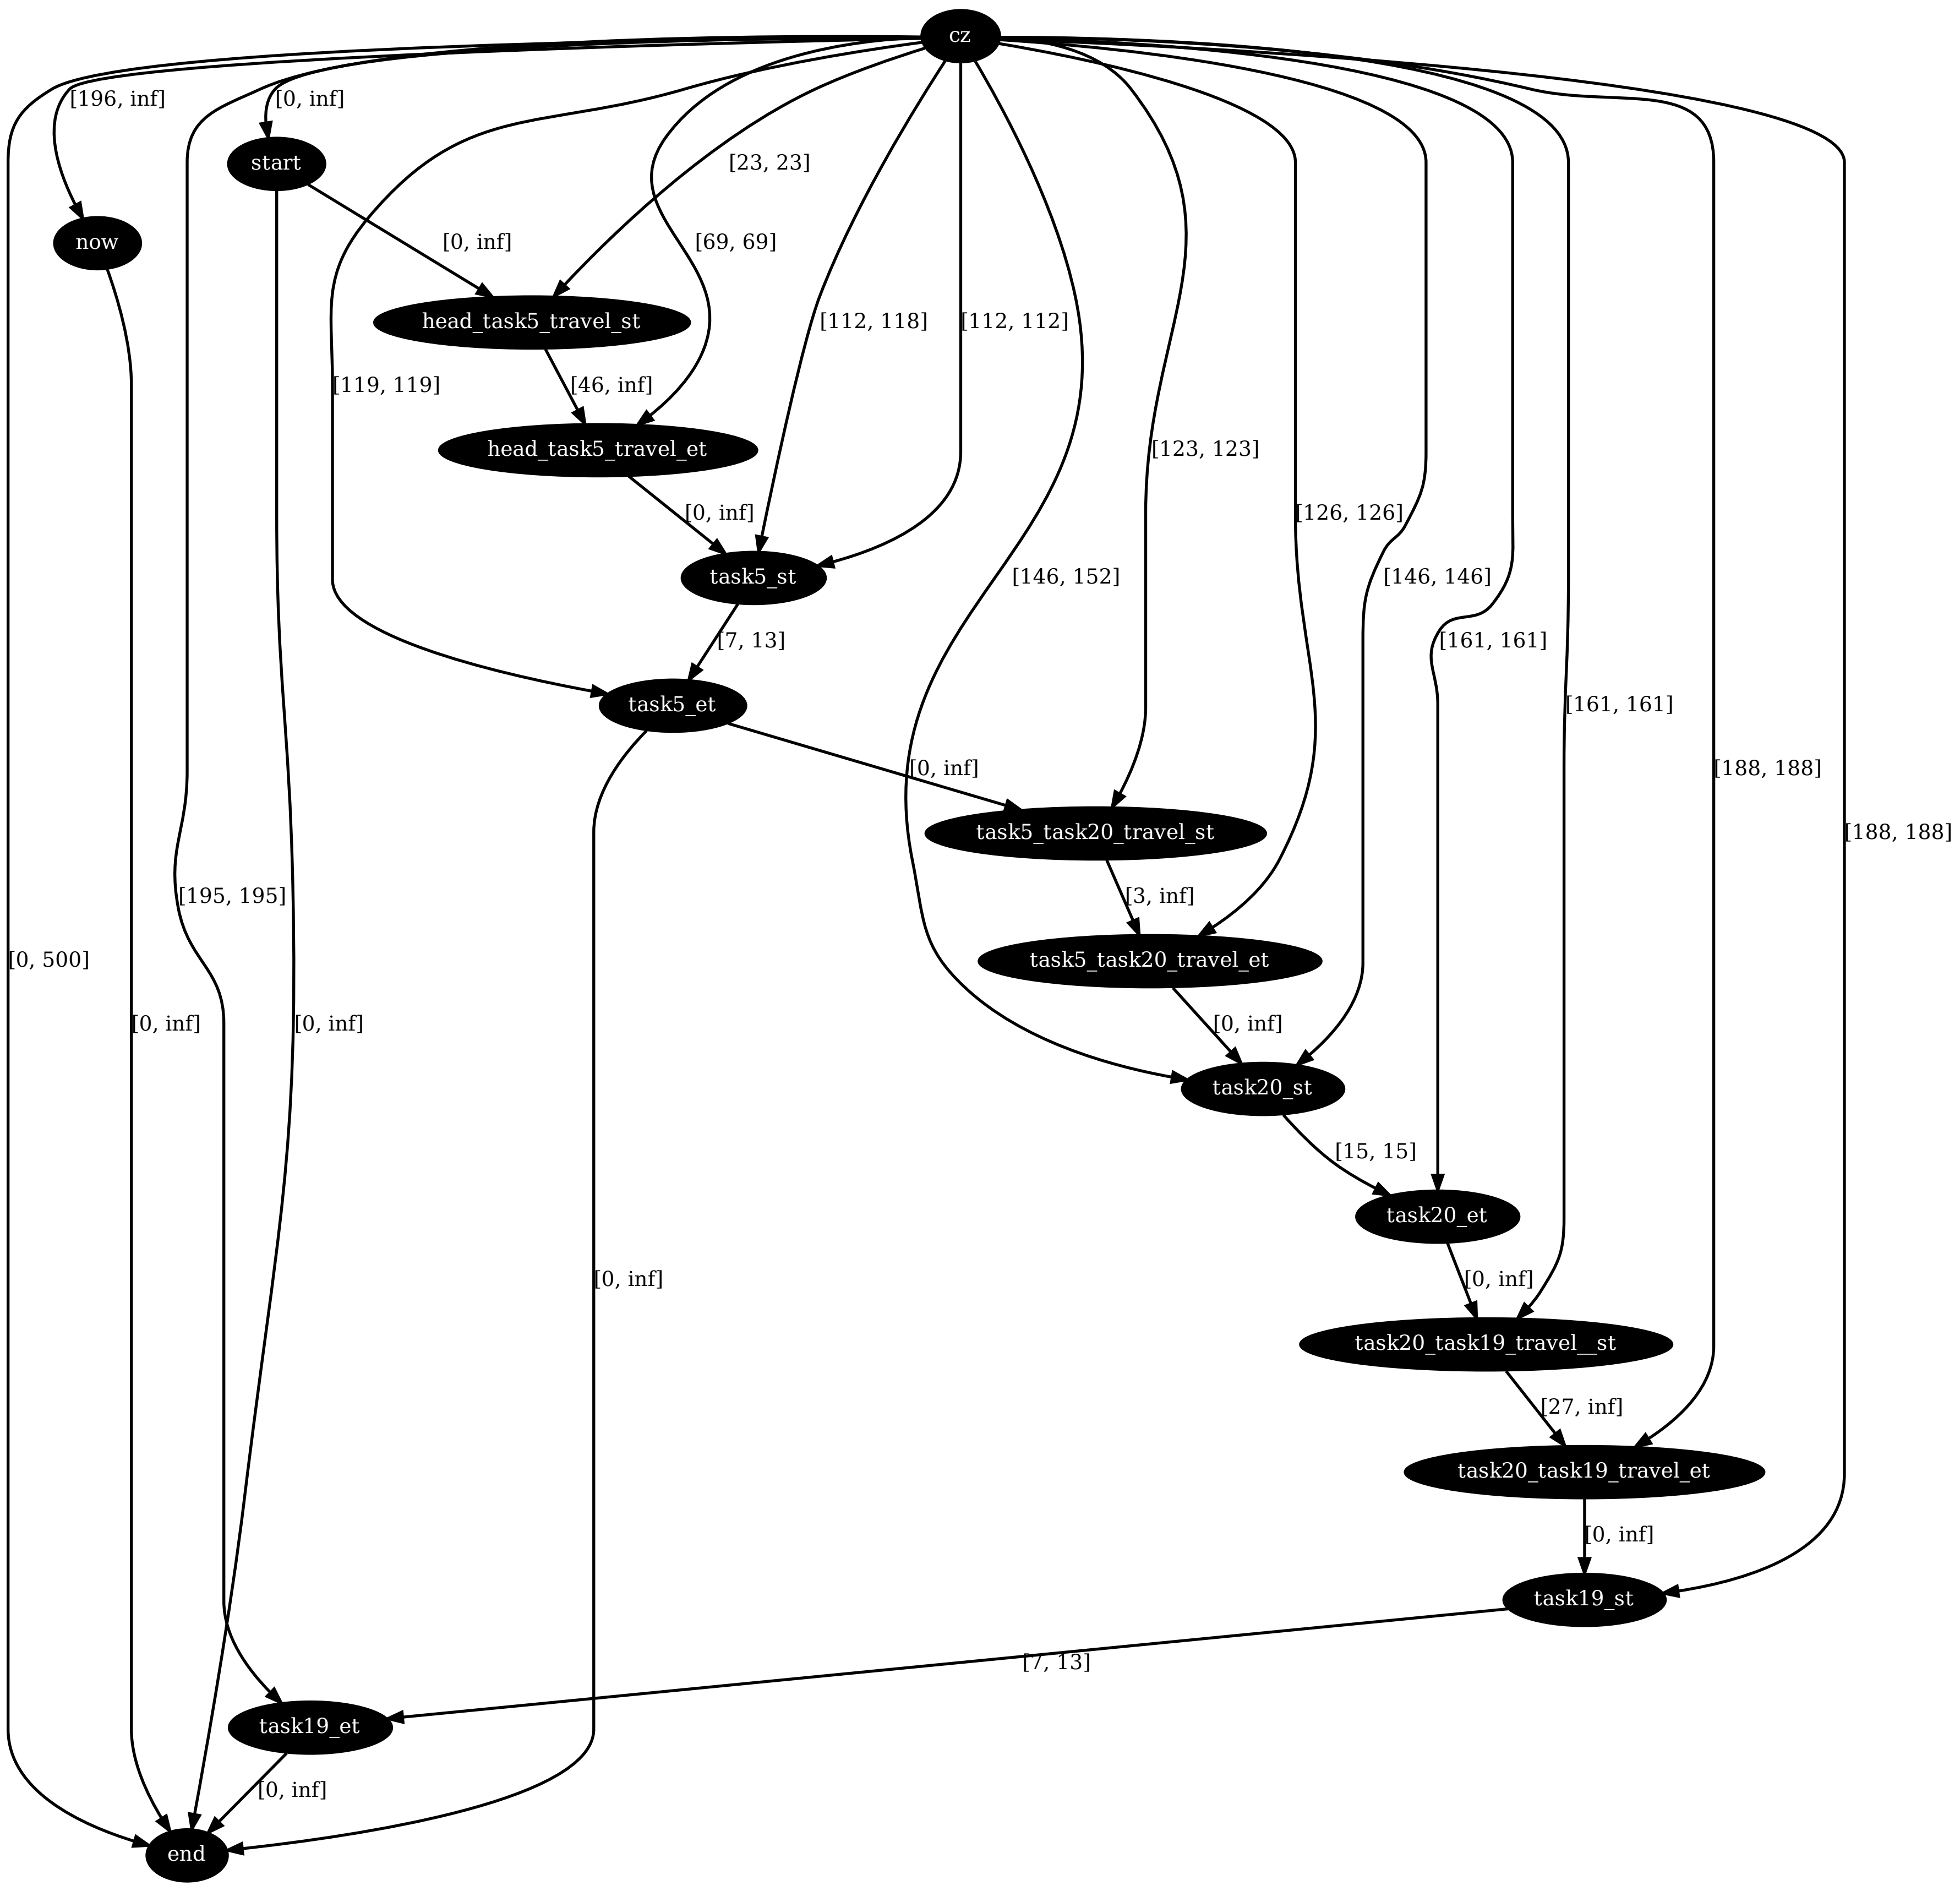 cz
[196, inf]
[0, inf]
start
[23, 23]
now
[0, inf]
[69, 69]
head_task5_travel_st
[112, 118]
[112, 112]
[119, 119]
[46, inf]
head_task5_travel_et
[123, 123]
[0, inf]
[126, 126]
task5_st
[146, 152]
[146, 146]
[7, 13]
[161, 161]
task5_et
[161, 161]
[0, inf]
[188, 188]
task5_task20_travel_st
[188, 188]
[195, 195]
[3, inf]
[0, 500]
task5_task20_travel_et
[0, inf]
[0, inf]
[0, inf]
task20_st
[15, 15]
task20_et
[0, inf]
[0, inf]
task20_task19_travel__st
[27, inf]
task20_task19_travel_et
[0, inf]
task19_st
[7, 13]
task19_et
[0, inf]
end